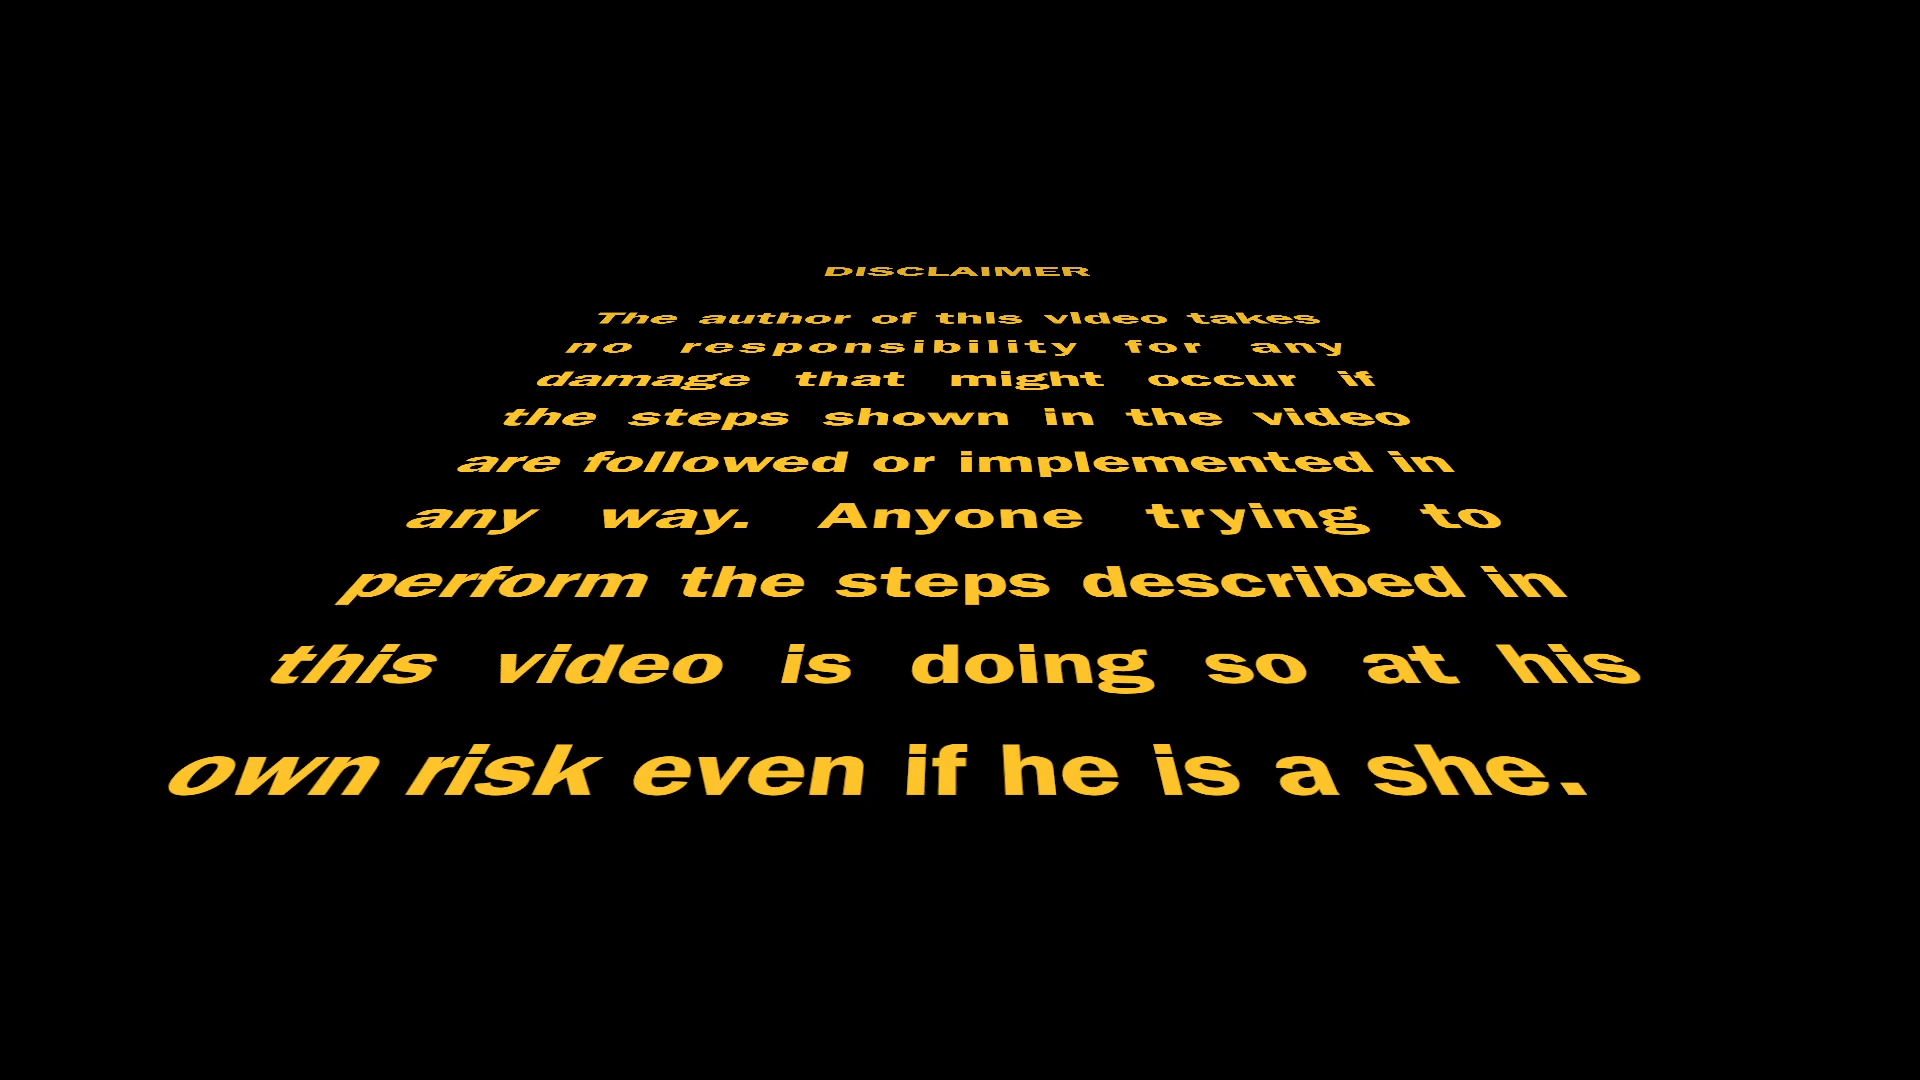 DISCLAIMER
The author of this video takes
no responsibility for any
damage that might occur if
the steps shown in the video
are followed or implemented in
any way. Anyone trying to
perform the steps described in
this video is doing so at his
own risk even if he is a she.